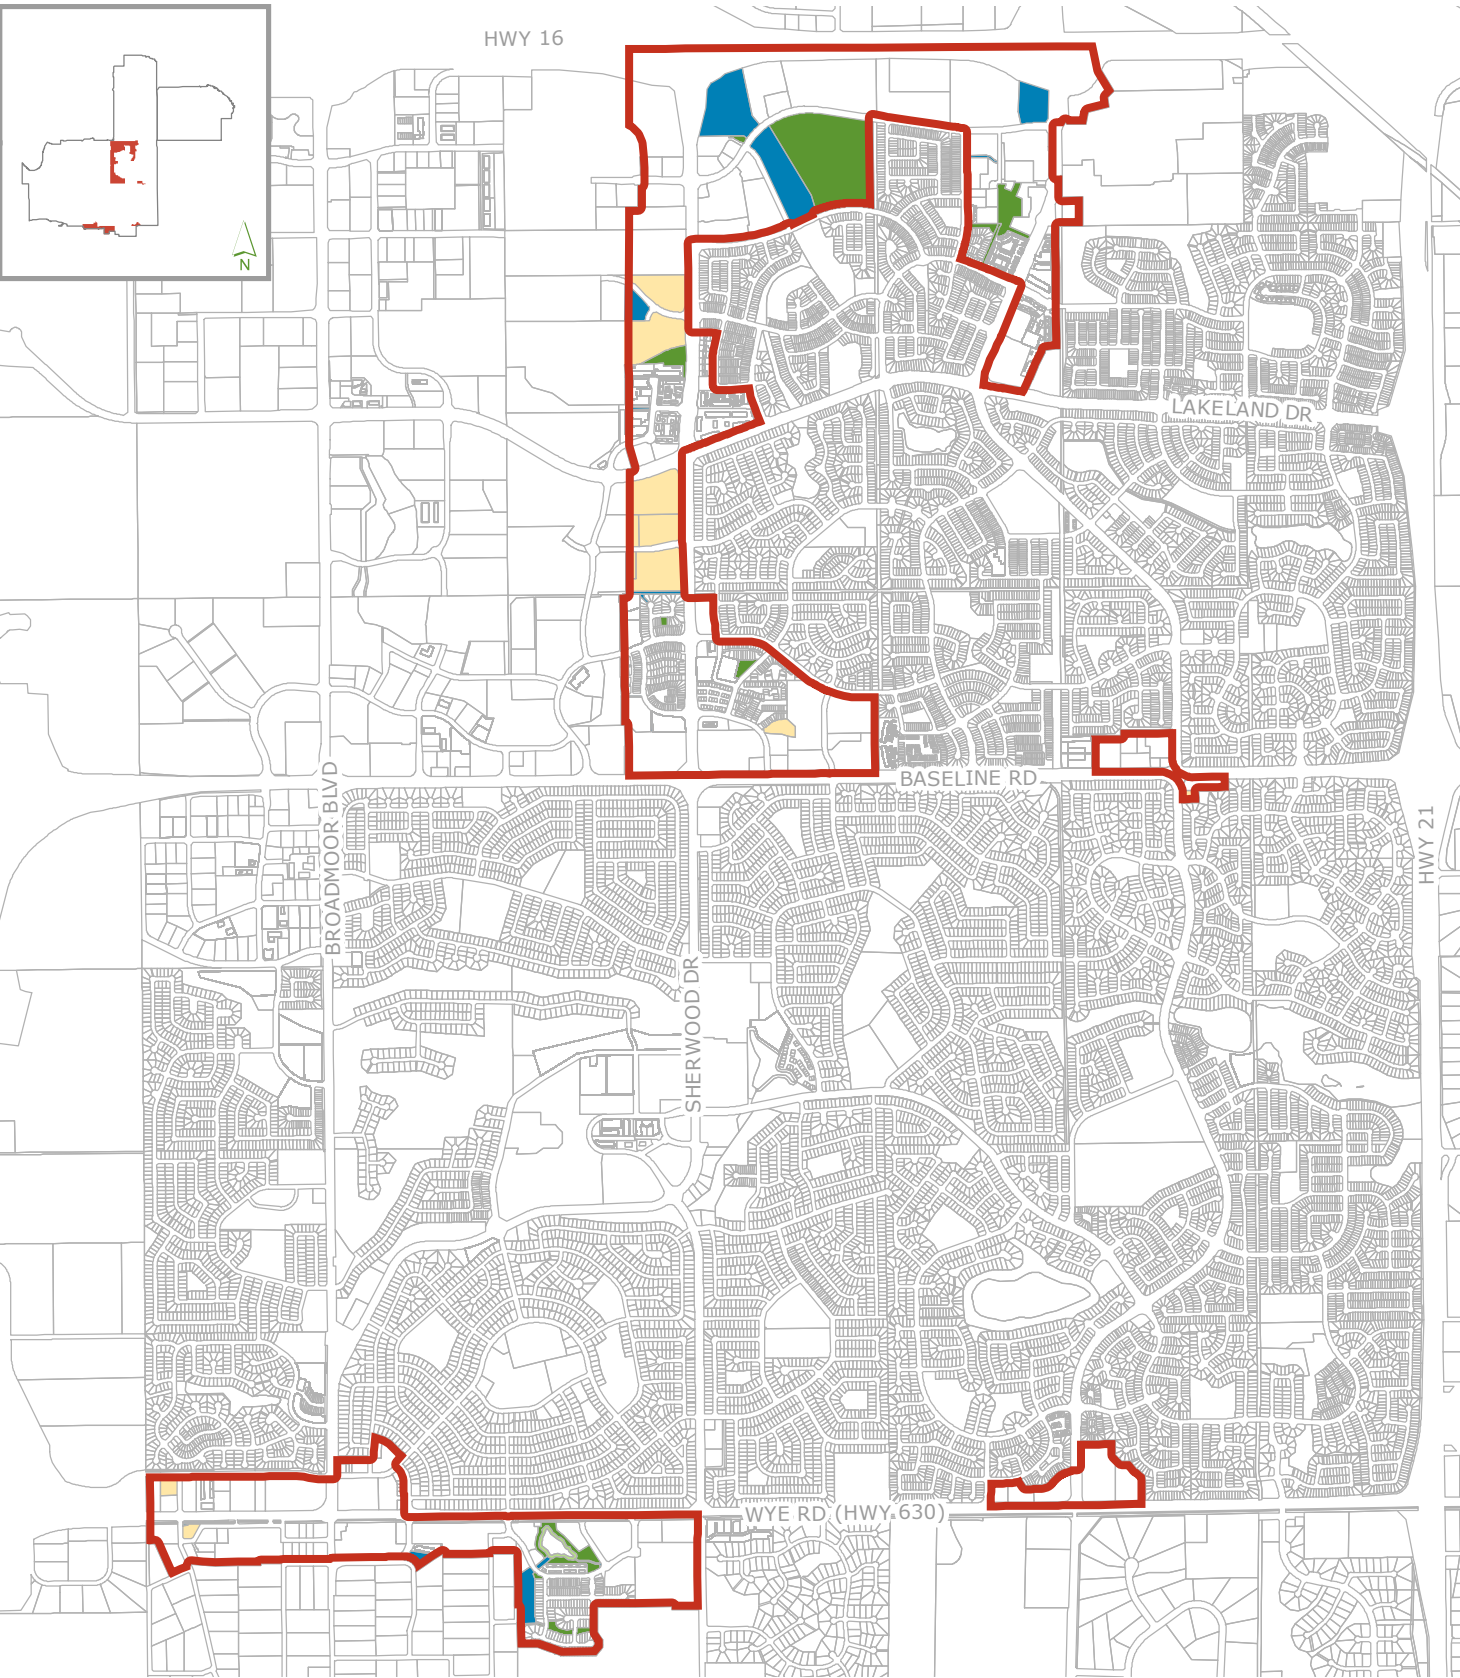 HWY 16
N
LAKELAND DR
BASELINE RD
BROADMOOR BLVD
HWY 21
SHERWOOD DR
WYE RD (HWY 630)